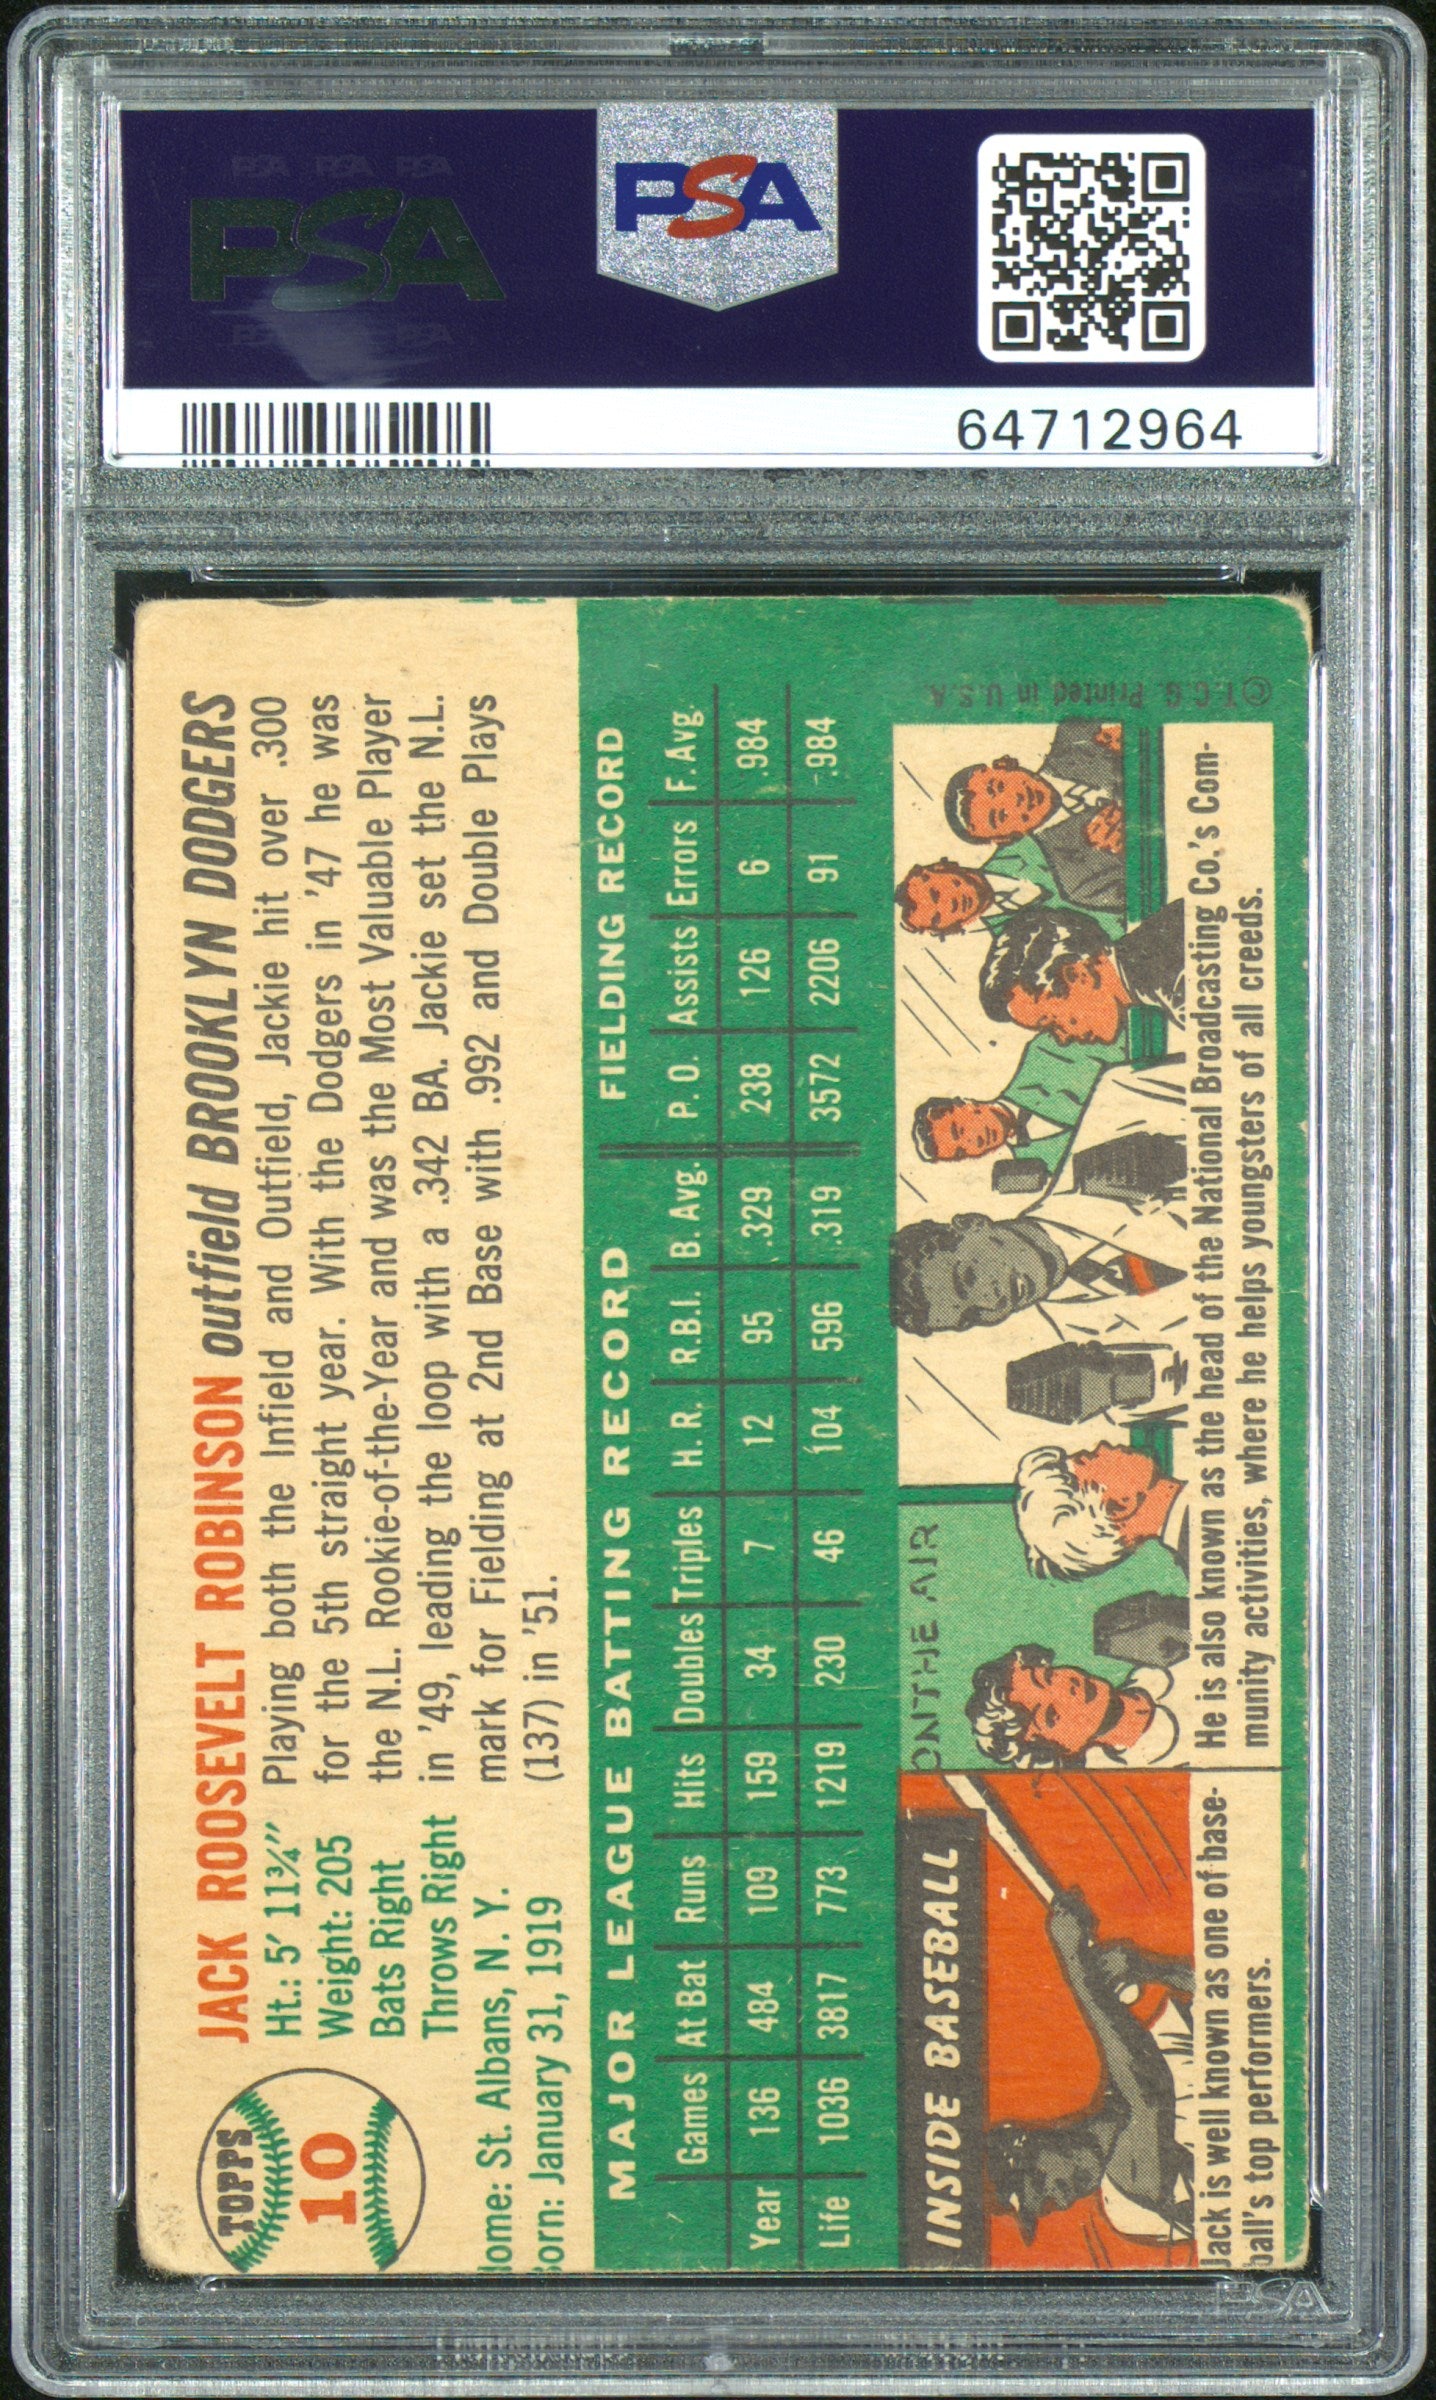 PSA PSA PSA
PSA
PSA
PSA PSA
64712964
TOPPS
10
JACK ROOSEVELT ROBINSON outfield BROOKLYN DODGERS
Ht.: 5′ 11¾″
Weight: 205
Bats Right
Throws Right
Home: St. Albans, N. Y.
Born: January 31, 1919
Playing both the Infield and Outfield, Jackie hit over .300
for the 5th straight year. With the Dodgers in '47 he was
the N.L. Rookie-of-the-Year and was the Most Valuable Player
in '49, leading the loop with a .342 BA. Jackie set the N.L.
mark for Fielding at 2nd Base with .992 and Double Plays
(137) in '51.
MAJOR LEAGUE BATTING RECORD FIELDING RECORD
Games At Bat Runs Hits Doubles Triples H. R. R.B.I. B. Avg. P. O. Assists Errors F. Avg.
Year 136 484 109 159 34 7 12 95 .329 238 126 6 .984
Life 1036 3817 773 1219 230 46 104 596 .319 3572 2206 91 .984
INSIDE BASEBALL
ON THE AIR
Jack is well known as one of base-
ball's top performers.
He is also known as the head of the National Broadcasting Co.'s Com-
munity activities, where he helps youngsters of all creeds.
©T.C.G. Printed in U.S.A.
PSA